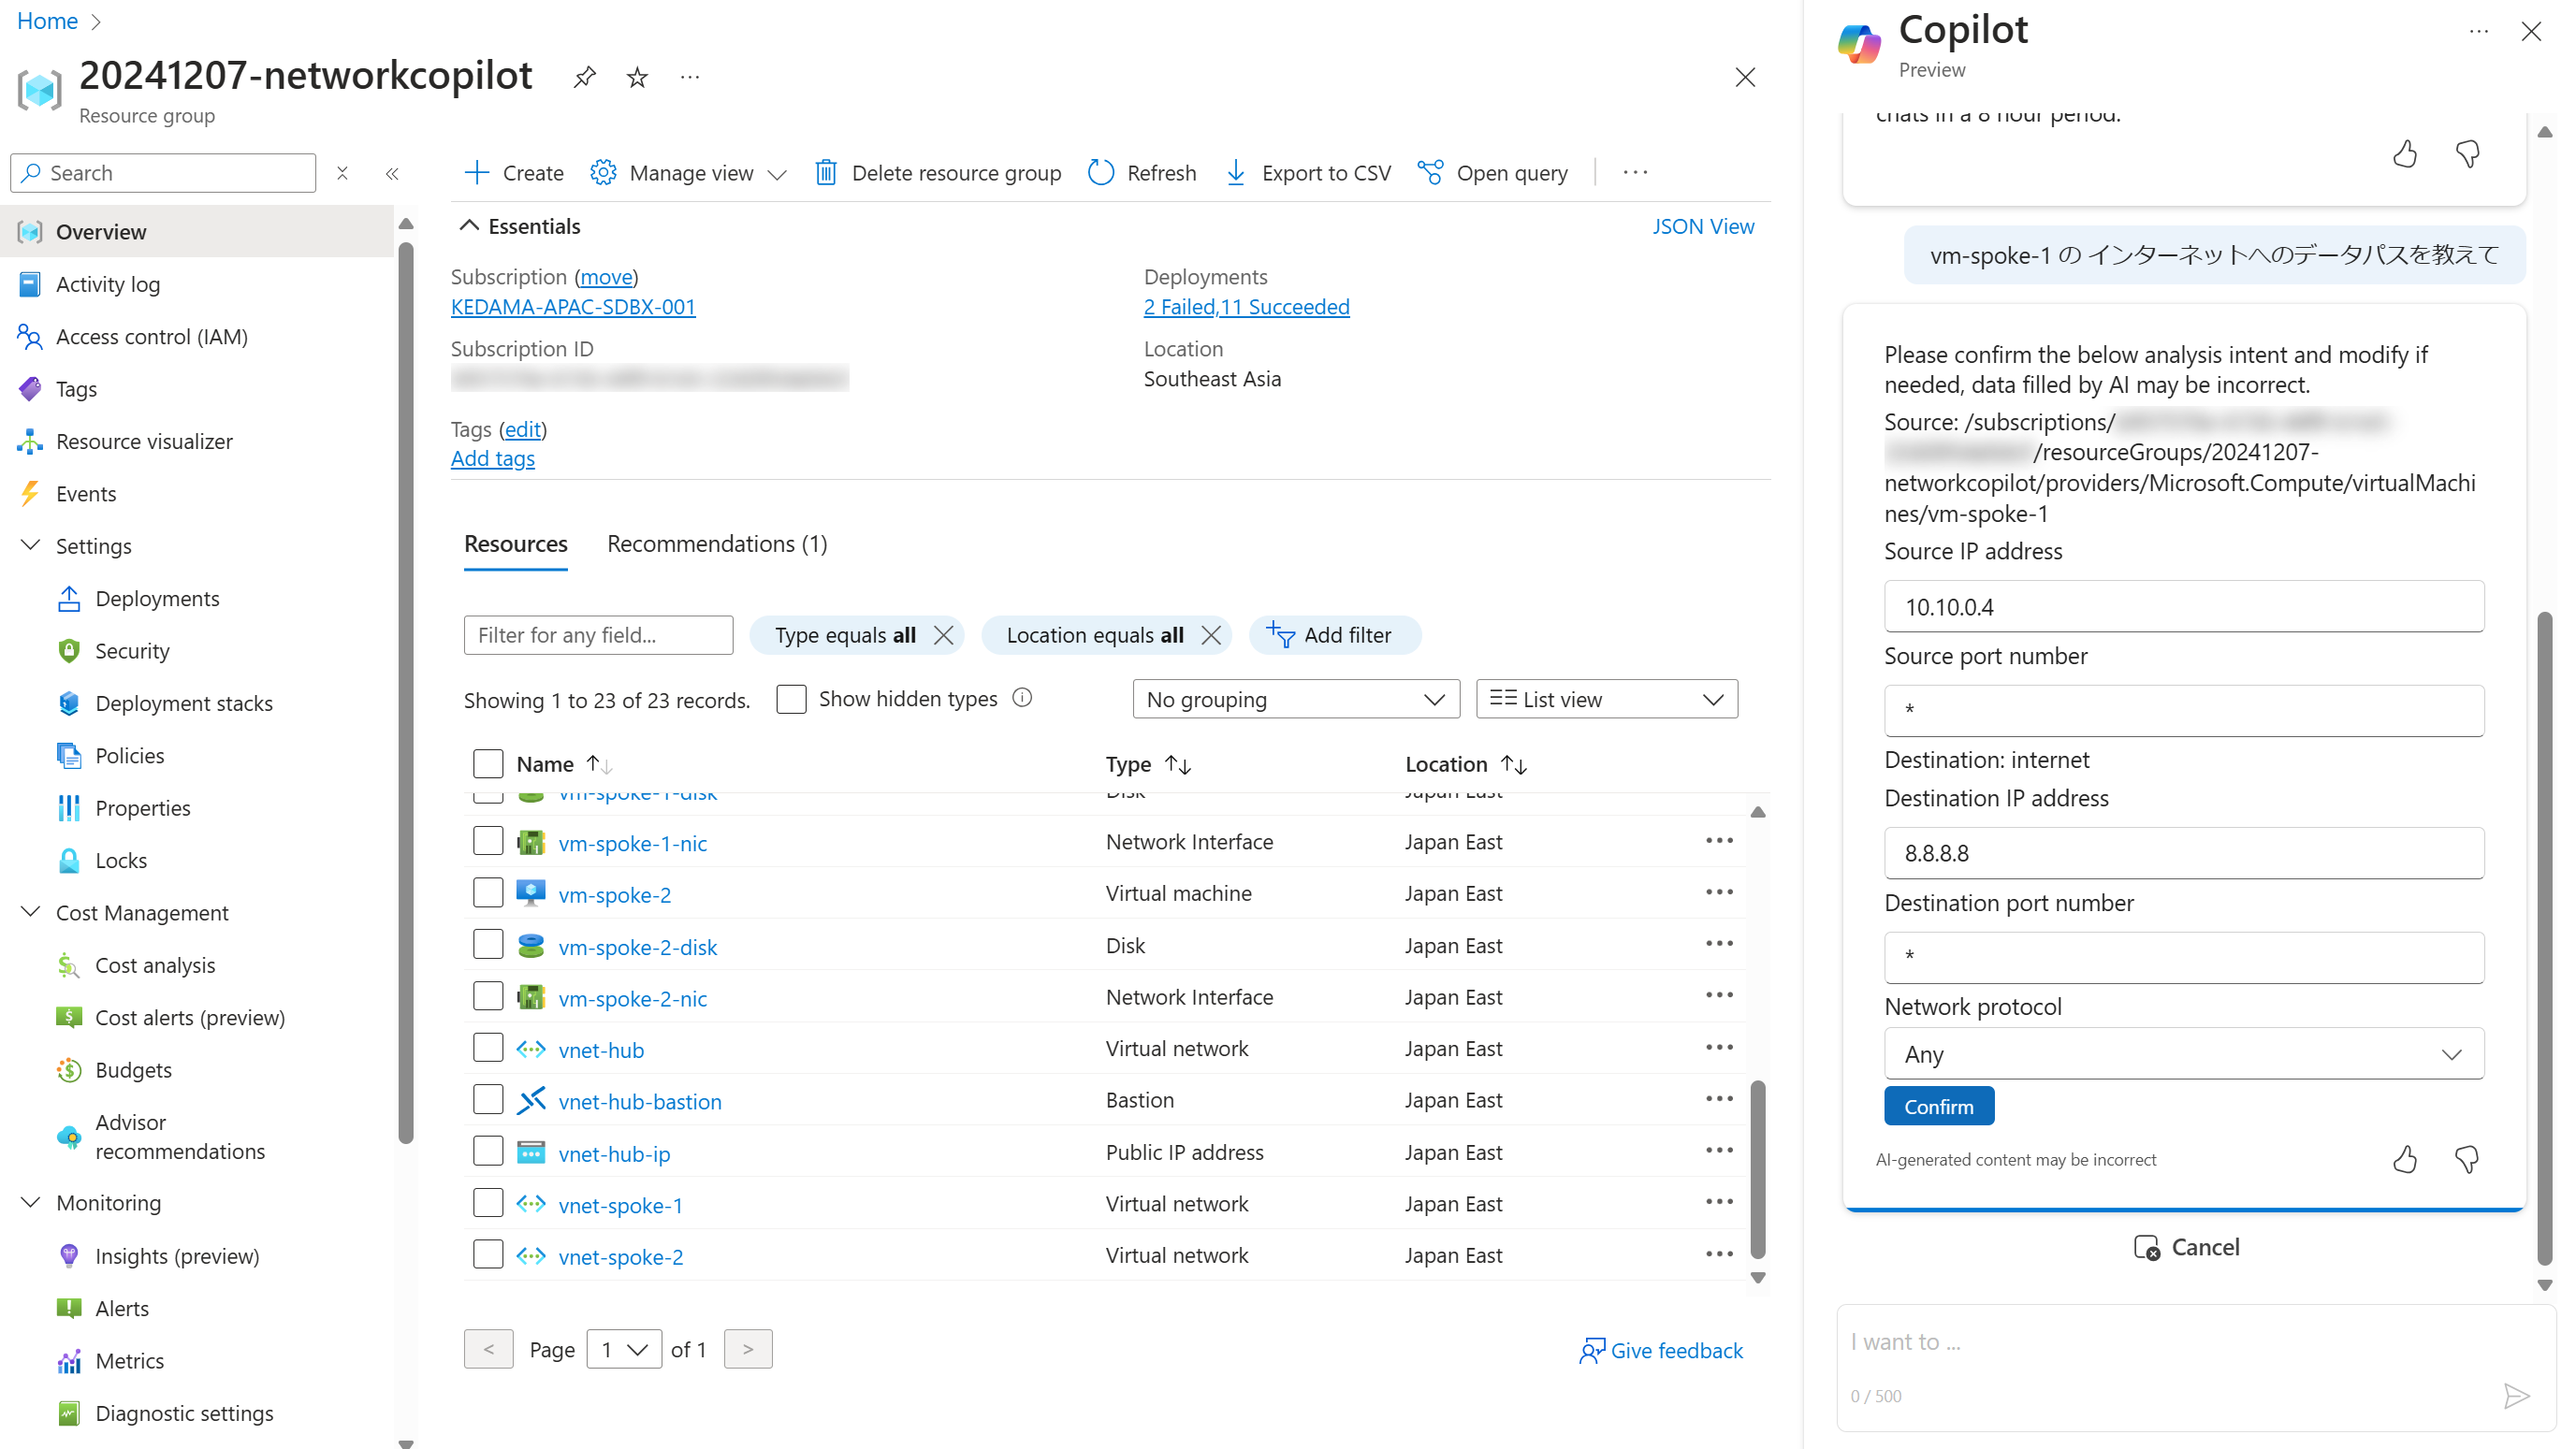 Home
20241207-networkcopilot
Resource group
Search
Overview
Activity log
Access control (IAM)
Tags
Resource visualizer
Events
Settings
Deployments
Security
Deployment stacks
Policies
Properties
Locks
Cost Management
Cost analysis
Cost alerts (preview)
Budgets
Advisor
recommendations
Monitoring
Insights (preview)
Alerts
Metrics
Diagnostic settings
Create
Manage view
Delete resource group
Refresh
Export to CSV
Open query
Essentials
JSON View
Subscription (move)
KEDAMA-APAC-SDBX-001
Subscription ID
Tags (edit)
Add tags
Deployments
2 Failed,11 Succeeded
Location
Southeast Asia
Resources
Recommendations (1)
Filter for any field...
Type equals all
Location equals all
Add filter
Showing 1 to 23 of 23 records.
Show hidden types
No grouping
List view
Name Type Location
vm-spoke-1-disk Disk Japan East
vm-spoke-1-nic Network Interface Japan East
vm-spoke-2 Virtual machine Japan East
vm-spoke-2-disk Disk Japan East
vm-spoke-2-nic Network Interface Japan East
vnet-hub Virtual network Japan East
vnet-hub-bastion Bastion Japan East
vnet-hub-ip Public IP address Japan East
vnet-spoke-1 Virtual network Japan East
vnet-spoke-2 Virtual network Japan East
< Page 1 of 1 >
Give feedback
Copilot
Preview
chats in a 8 hour period.
vm-spoke-1 の インターネットへのデータパスを教えて
Please confirm the below analysis intent and modify if
needed, data filled by AI may be incorrect.
Source: /subscriptions/
/resourceGroups/20241207-
networkcopilot/providers/Microsoft.Compute/virtualMachi
nes/vm-spoke-1
Source IP address
10.10.0.4
Source port number
*
Destination: internet
Destination IP address
8.8.8.8
Destination port number
*
Network protocol
Any
Confirm
AI-generated content may be incorrect
Cancel
I want to ...
0 / 500